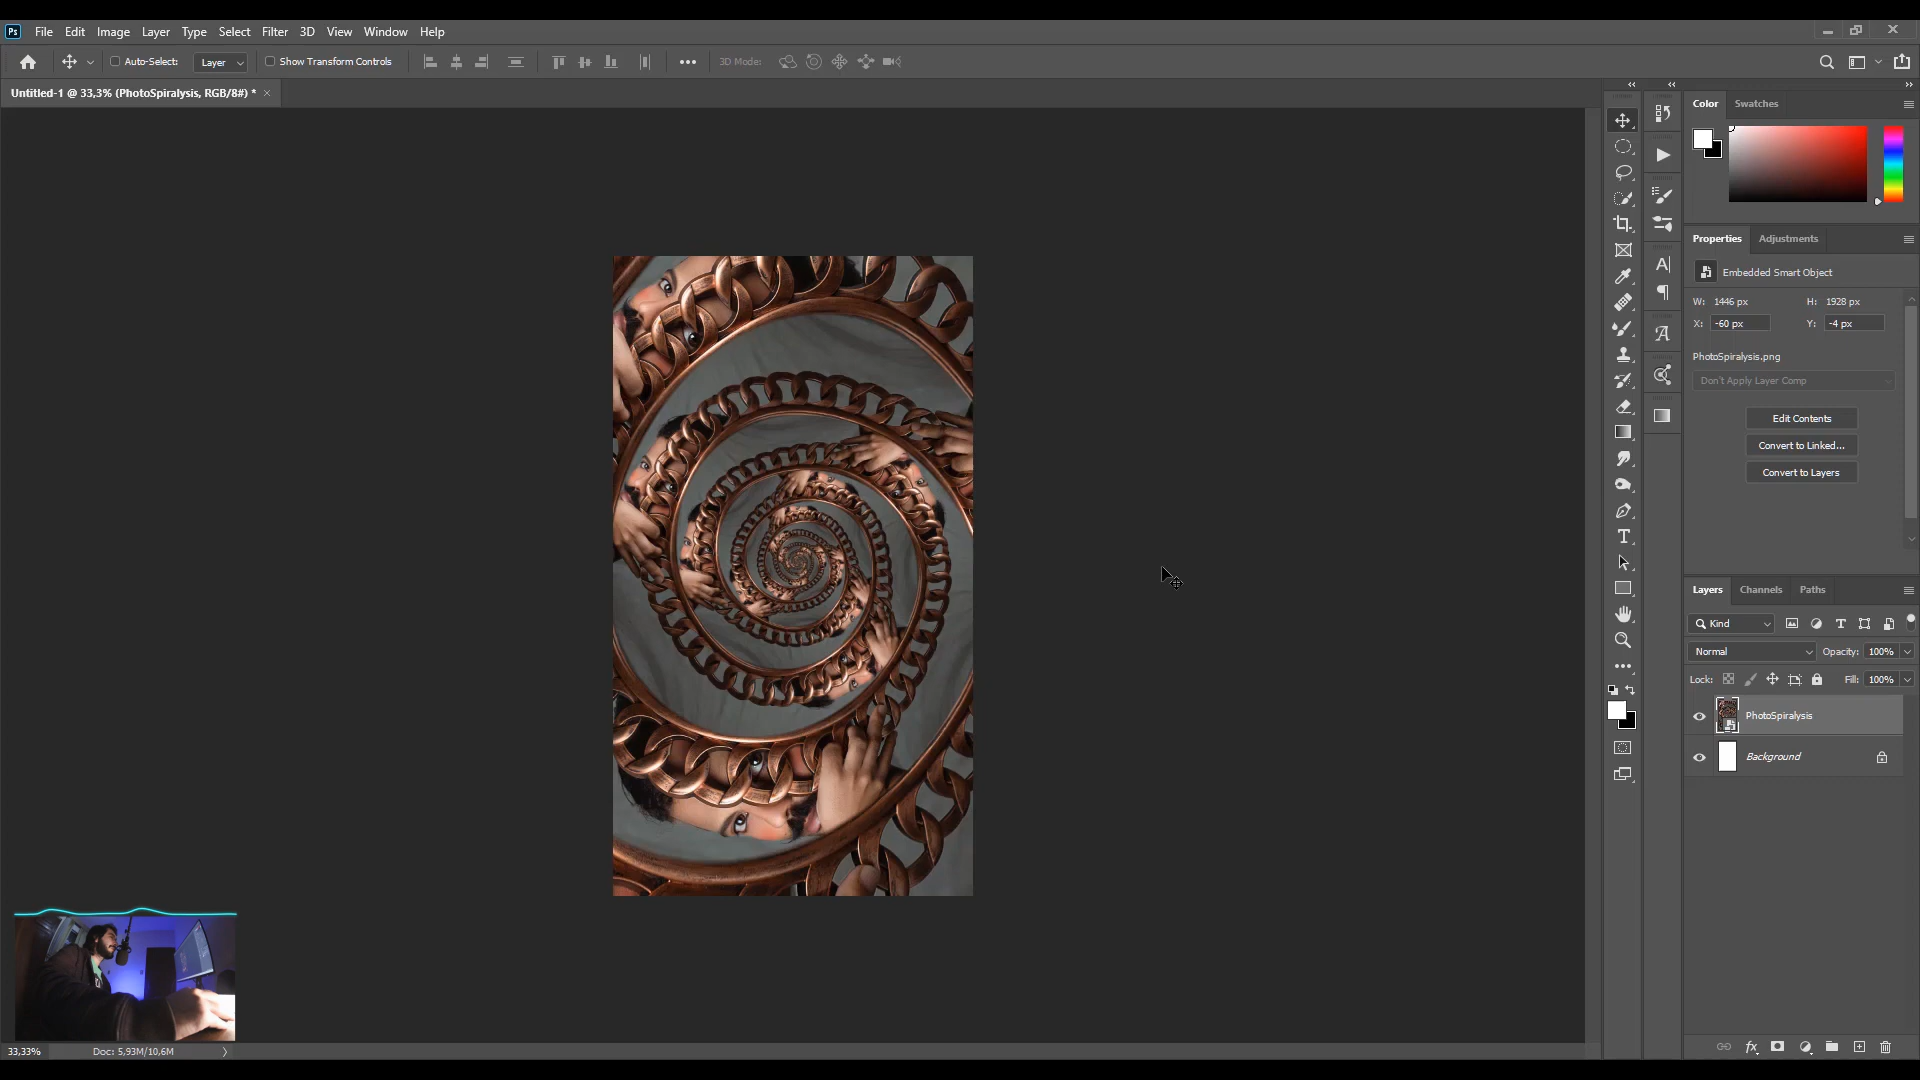 Ps File Edit Image Layer Type Select Filter 3D View Window Help
Auto-Select: Layer Show Transform Controls 3D Mode:
Untitled-1 @ 33,3% (PhotoSpiralysis, RGB/8#) *
Color Swatches
Properties Adjustments
Embedded Smart Object
W: 1446 px H: 1928 px
X: -60 px Y: -4 px
PhotoSpiralysis.png
Don't Apply Layer Comp
Edit Contents
Convert to Linked...
Convert to Layers
Layers Channels Paths
Kind
Normal Opacity: 100%
Lock: Fill: 100%
PhotoSpiralysis
Background
33,33% Doc: 5,93M/10,6M